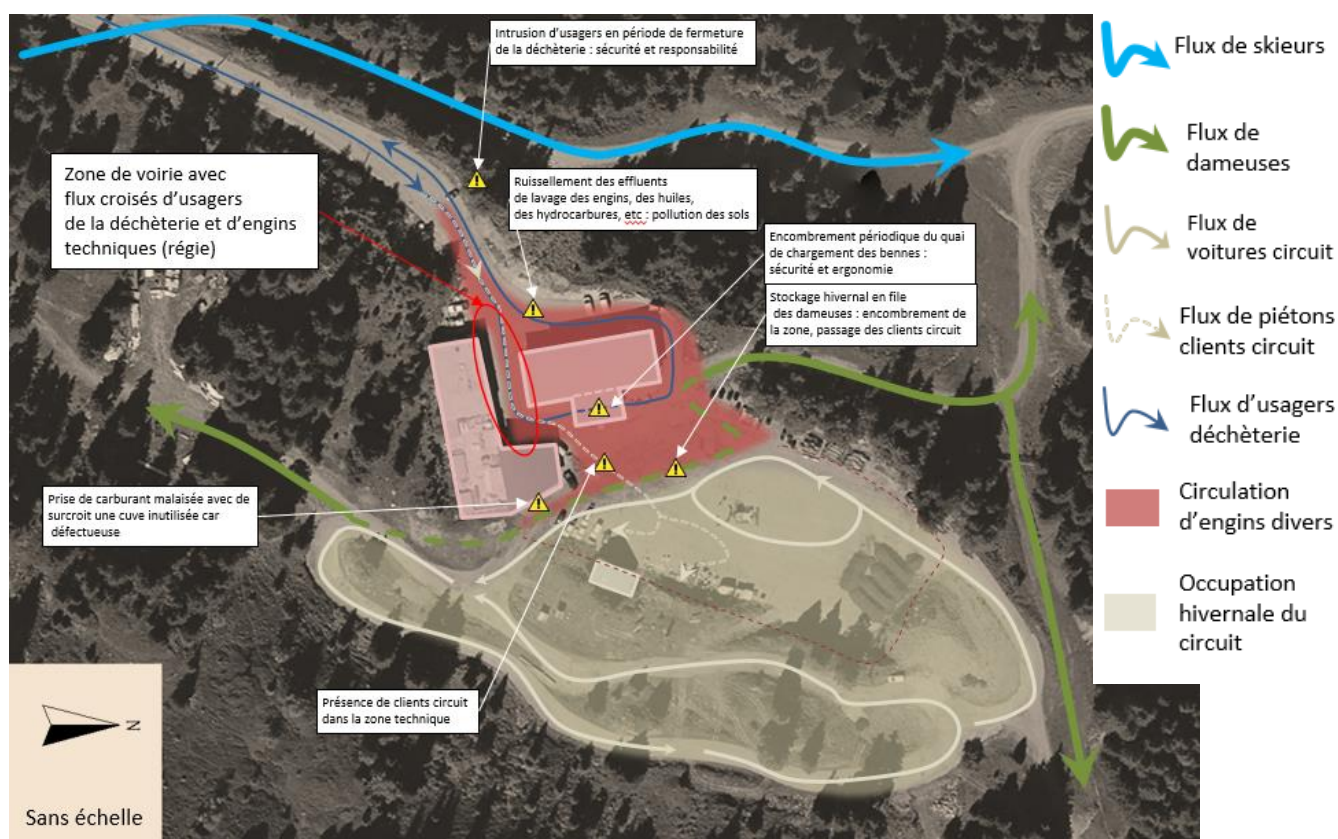 Intrusion d'usagers en période de fermeture
de la déchèterie : sécurité et responsabilité
Zone de voirie avec
flux croisés d'usagers
de la déchèterie et d'engins
techniques (régie)
Ruissellement des effluents
de lavage des engins, des huiles,
des hydrocarbures, etc : pollution des sols
Encombrement périodique du quai
de chargement des bennes :
sécurité et ergonomie
Stockage hivernal en file
des dameuses : encombrement de
la zone, passage des clients circuit
Prise de carburant malaisée avec de
surcroit une cuve inutilisée car
défectueuse
Présence de clients circuit
dans la zone technique
N
Sans échelle
Flux de skieurs
Flux de
dameuses
Flux de
voitures circuit
Flux de piétons
clients circuit
Flux d'usagers
déchèterie
Circulation
d'engins divers
Occupation
hivernale du
circuit